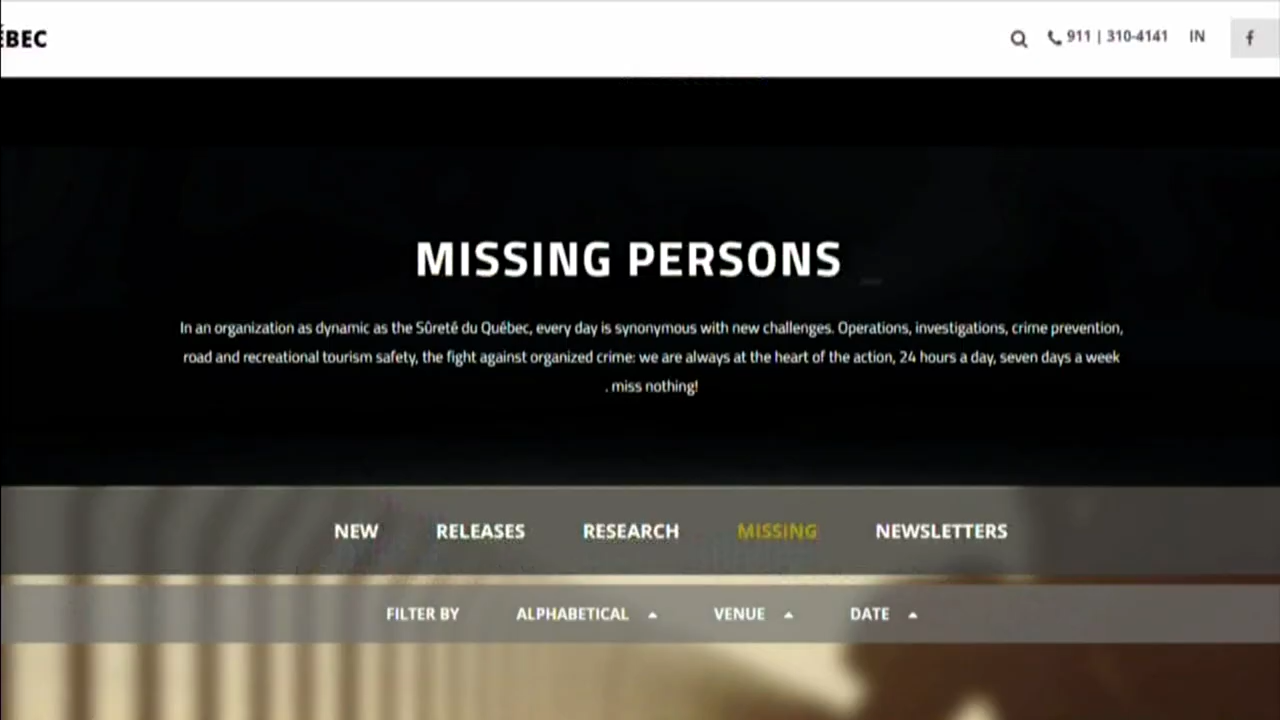 ÉBEC
911 | 310-4141 IN f
MISSING PERSONS
In an organization as dynamic as the Sûreté du Québec, every day is synonymous with new challenges. Operations, investigations, crime prevention,
road and recreational tourism safety, the fight against organized crime: we are always at the heart of the action, 24 hours a day, seven days a week
. miss nothing!
NEW RELEASES RESEARCH MISSING NEWSLETTERS
FILTER BY ALPHABETICAL VENUE DATE